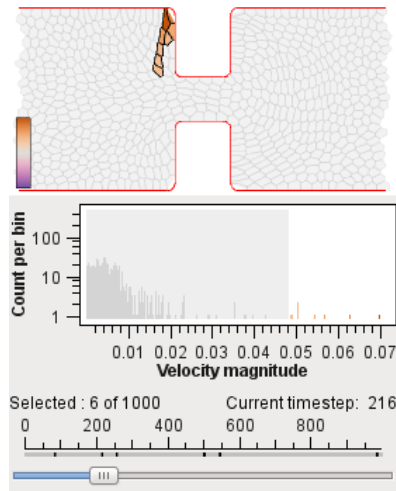 100
10
1
Count per bin
0.01 0.02 0.03 0.04 0.05 0.06 0.07
Velocity magnitude
Selected : 6 of 1000 Current timestep: 216
0 200 400 600 800